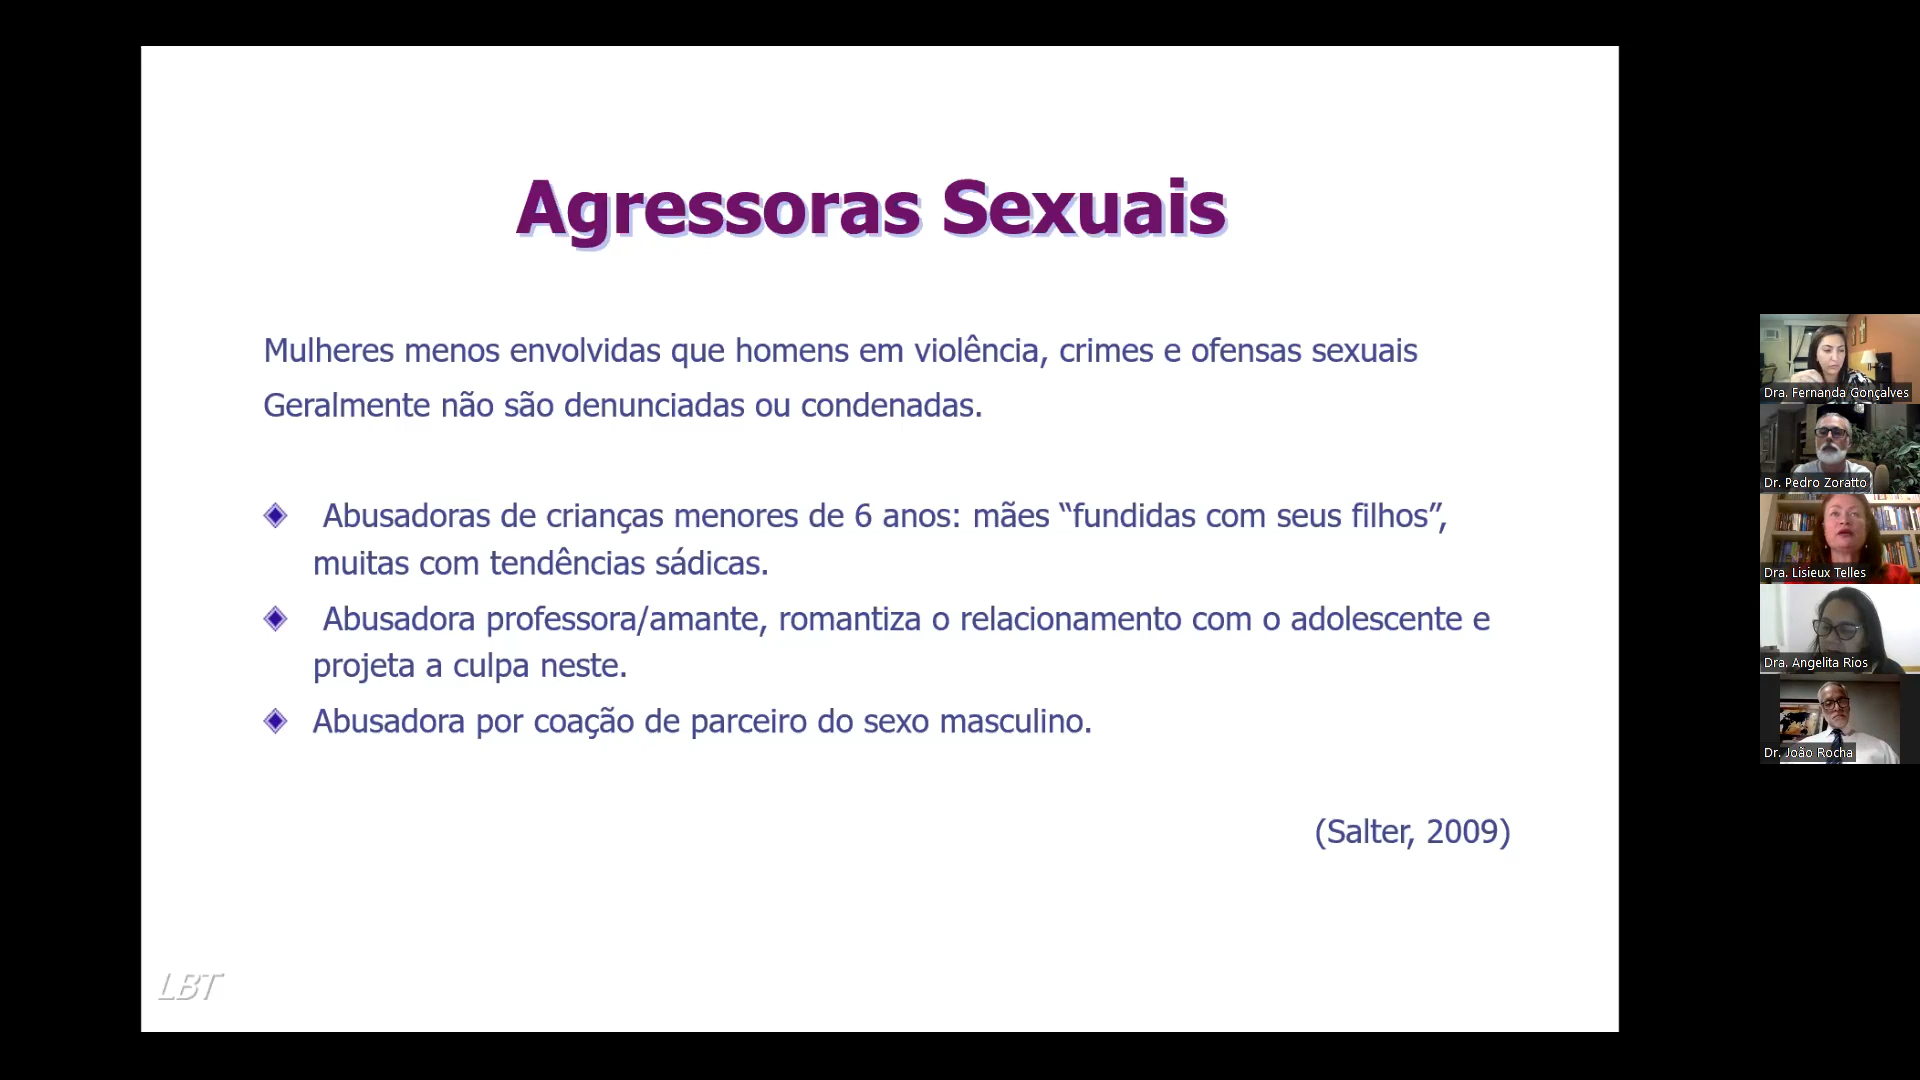 Agressoras Sexuais
Mulheres menos envolvidas que homens em violência, crimes e ofensas sexuais
Geralmente não são denunciadas ou condenadas.
Abusadoras de crianças menores de 6 anos: mães “fundidas com seus filhos”,
muitas com tendências sádicas.
Abusadora professora/amante, romantiza o relacionamento com o adolescente e
projeta a culpa neste.
Abusadora por coação de parceiro do sexo masculino.
(Salter, 2009)
LBT
Dra. Fernanda Gonçalves
Dr. Pedro Zoratto
Dra. Lisieux Telles
Dra. Angelita Rios
Dr. João Rocha